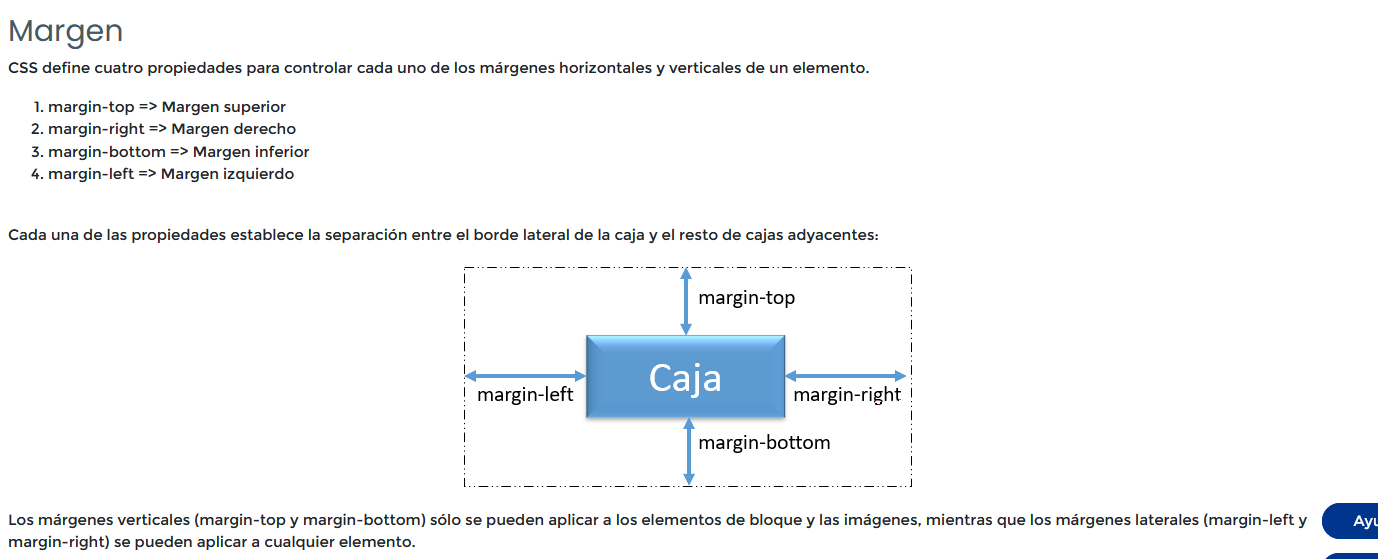 Margen
CSS define cuatro propiedades para controlar cada uno de los márgenes horizontales y verticales de un elemento.
1. margin-top => Margen superior
2. margin-right => Margen derecho
3. margin-bottom => Margen inferior
4. margin-left => Margen izquierdo
Cada una de las propiedades establece la separación entre el borde lateral de la caja y el resto de cajas adyacentes:
margin-top
Caja
margin-left
margin-right
margin-bottom
Los márgenes verticales (margin-top y margin-bottom) sólo se pueden aplicar a los elementos de bloque y las imágenes, mientras que los márgenes laterales (margin-left y
margin-right) se pueden aplicar a cualquier elemento.